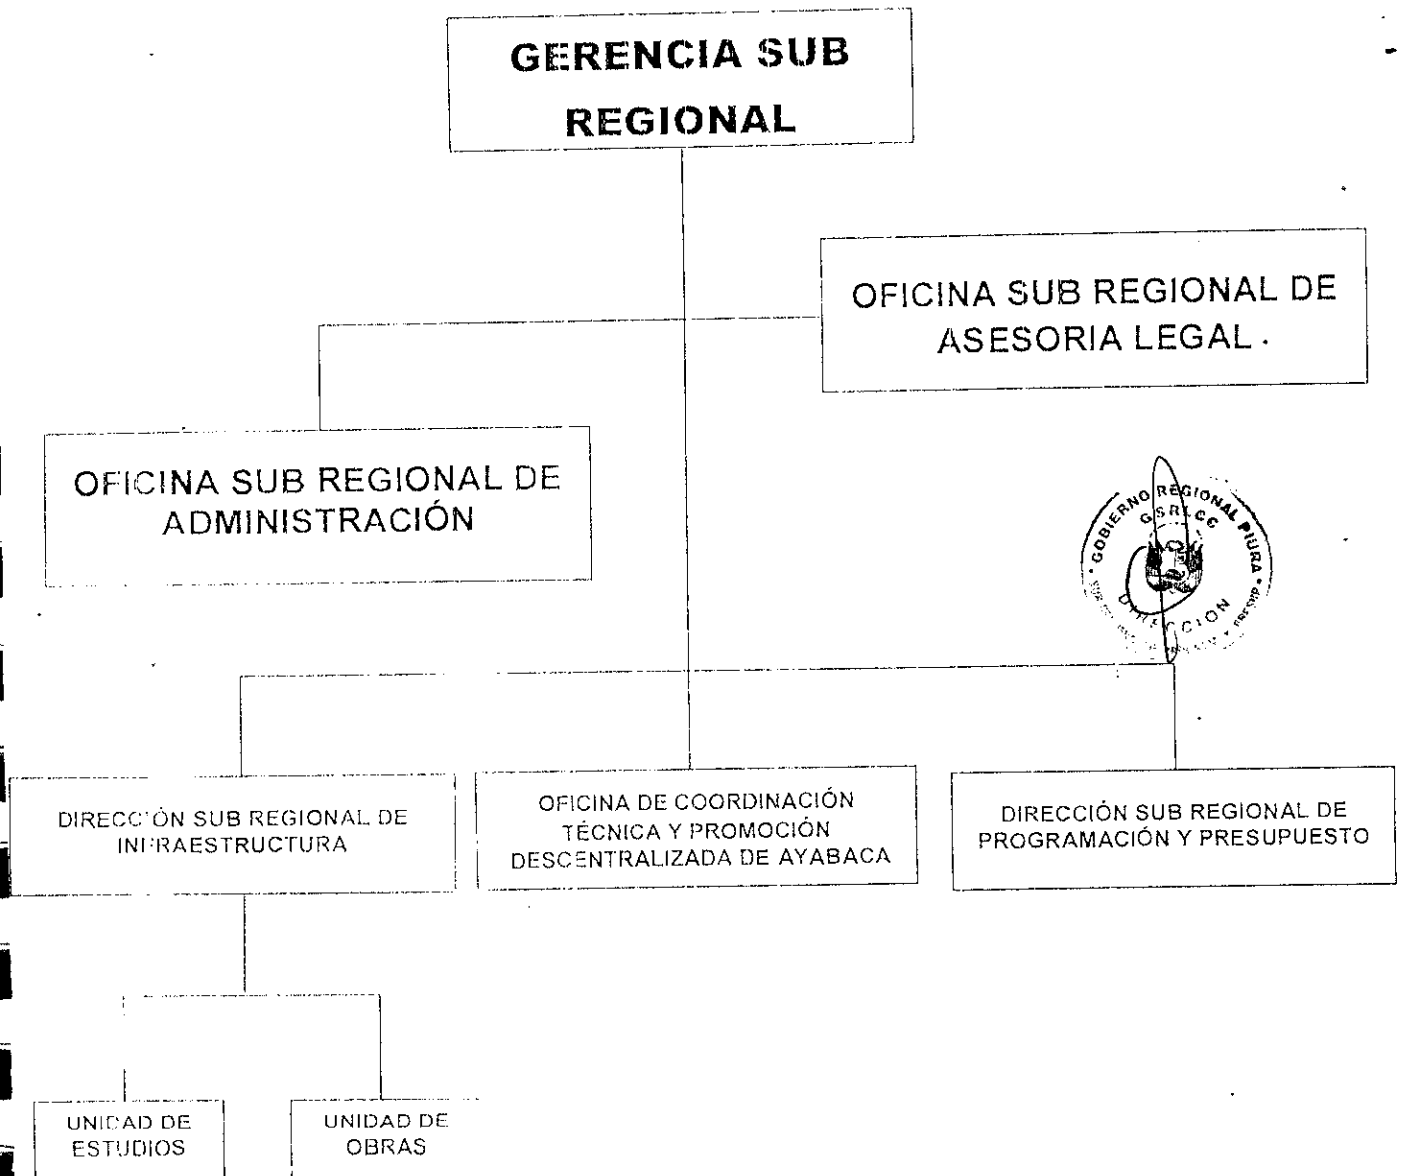 GERENCIA SUB
REGIONAL
OFICINA SUB REGIONAL DE
ASESORIA LEGAL.
OFICINA SUB REGIONAL DE
ADMINISTRACIÓN
GOBIERNO REGIONAL PIURA
GSRLCC
DIRECCION
DIRECCIÓN SUB REGIONAL DE
INFRAESTRUCTURA
OFICINA DE COORDINACIÓN
TÉCNICA Y PROMOCIÓN
DESCENTRALIZADA DE AYABACA
DIRECCIÓN SUB REGIONAL DE
PROGRAMACIÓN Y PRESUPUESTO
UNIDAD DE
ESTUDIOS
UNIDAD DE
OBRAS